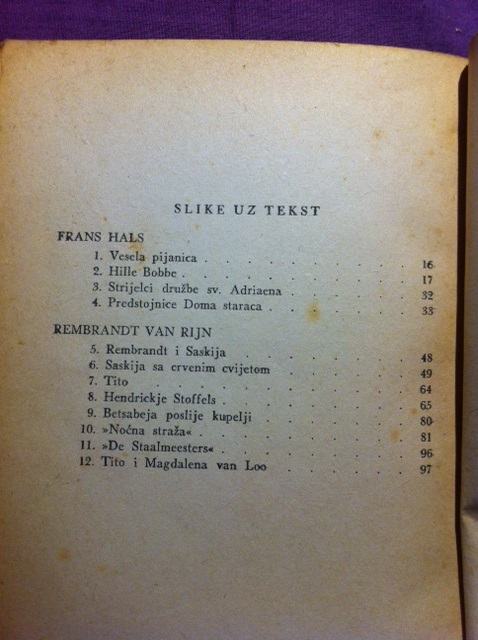 SLIKE UZ TEKST
FRANS HALS
1. Vesela pijanica . . . . . . . 16
2. Hille Bobbe . . . . . . . . 17
3. Strijelci družbe sv. Adriaena . . . . . 32
4. Predstojnice Doma staraca . . . . . . 33
REMBRANDT VAN RIJN
5. Rembrandt i Saskija . . . . . . 48
6. Saskija sa crvenim cvijetom . . . . . 49
7. Tito . . . . . . . . . 64
8. Hendrickje Stoffels . . . . . . . 65
9. Betsabeja poslije kupelji . . . . . 80
10. »Noćna straža« . . . . . . . 81
11. »De Staalmeesters« . . . . . . . 96
12. Tito i Magdalena van Loo . . . . . 97